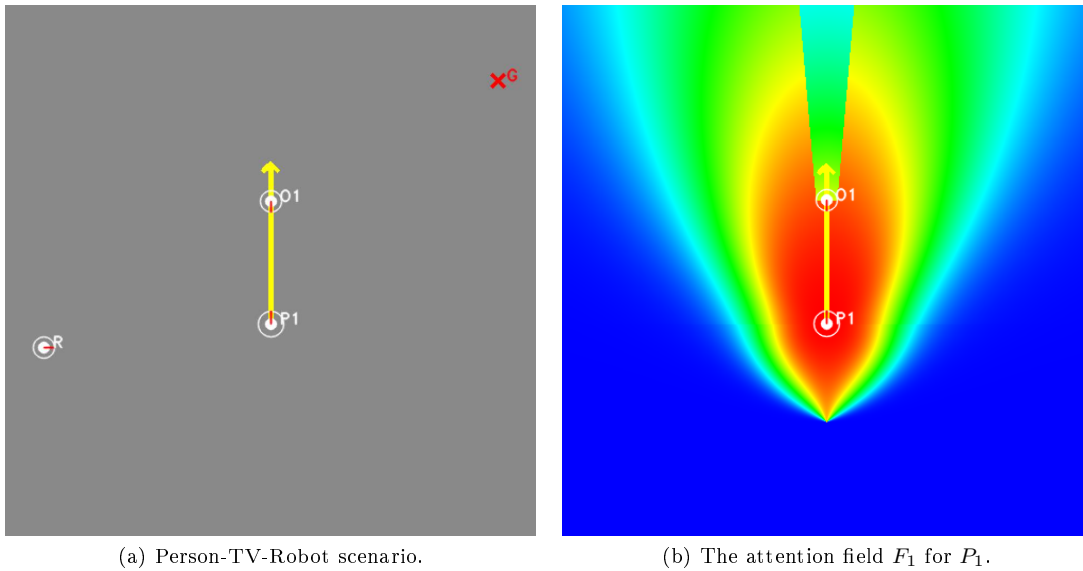 G
O1
P1
R
O1
P1
(a) Person-TV-Robot scenario.
(b) The attention field F₁ for P₁.